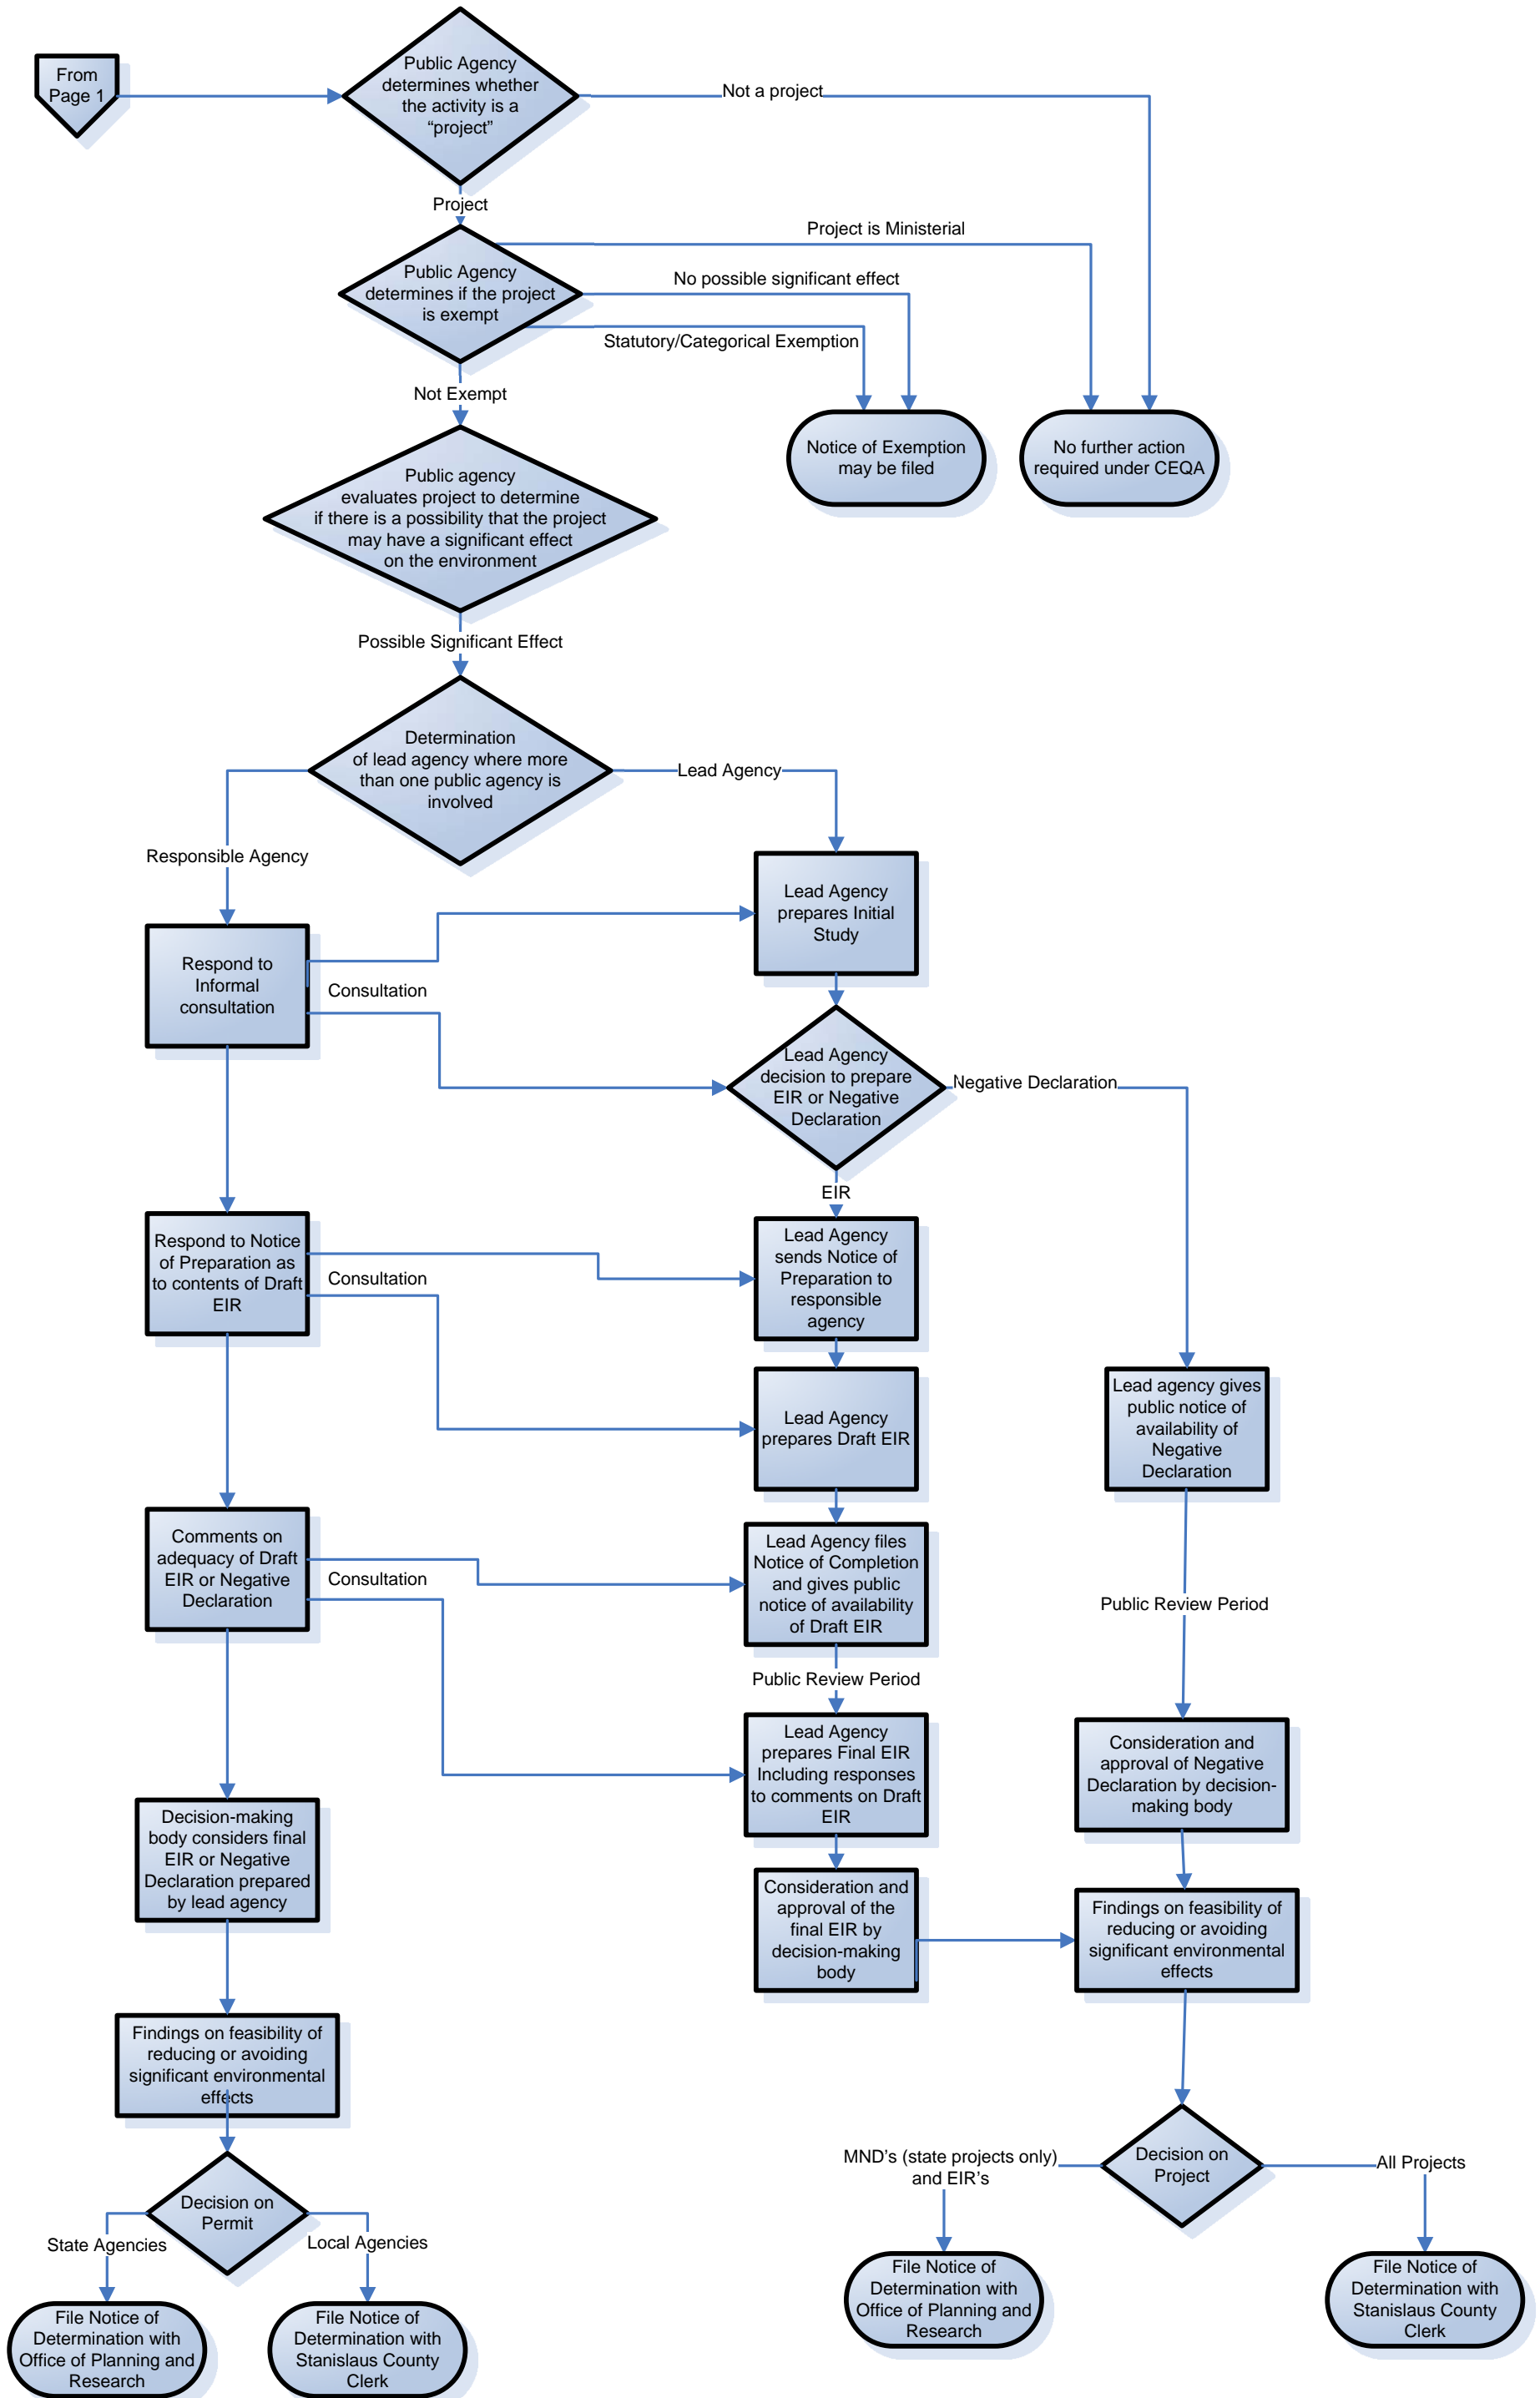 From
Page 1
Public Agency
determines whether
the activity is a
“project”
Not a project
Project
Project is Ministerial
Public Agency
determines if the project
is exempt
No possible significant effect
Statutory/Categorical Exemption
Not Exempt
Notice of Exemption
may be filed
No further action
required under CEQA
Public agency
evaluates project to determine
if there is a possibility that the project
may have a significant effect
on the environment
Possible Significant Effect
Determination
of lead agency where more
than one public agency is
involved
Lead Agency
Responsible Agency
Lead Agency
prepares Initial
Study
Respond to
Informal
consultation
Consultation
Lead Agency
decision to prepare
EIR or Negative
Declaration
Negative Declaration
EIR
Respond to Notice
of Preparation as
to contents of Draft
EIR
Consultation
Lead Agency
sends Notice of
Preparation to
responsible
agency
Lead Agency
prepares Draft EIR
Lead agency gives
public notice of
availability of
Negative
Declaration
Comments on
adequacy of Draft
EIR or Negative
Declaration
Consultation
Lead Agency files
Notice of Completion
and gives public
notice of availability
of Draft EIR
Public Review Period
Public Review Period
Lead Agency
prepares Final EIR
Including responses
to comments on Draft
EIR
Consideration and
approval of Negative
Declaration by decision-
making body
Decision-making
body considers final
EIR or Negative
Declaration prepared
by lead agency
Consideration and
approval of the
final EIR by
decision-making
body
Findings on feasibility of
reducing or avoiding
significant environmental
effects
Findings on feasibility of
reducing or avoiding
significant environmental
effects
Decision on
Permit
State Agencies
Local Agencies
MND’s (state projects only)
and EIR’s
Decision on
Project
All Projects
File Notice of
Determination with
Office of Planning and
Research
File Notice of
Determination with
Stanislaus County
Clerk
File Notice of
Determination with
Office of Planning and
Research
File Notice of
Determination with
Stanislaus County
Clerk